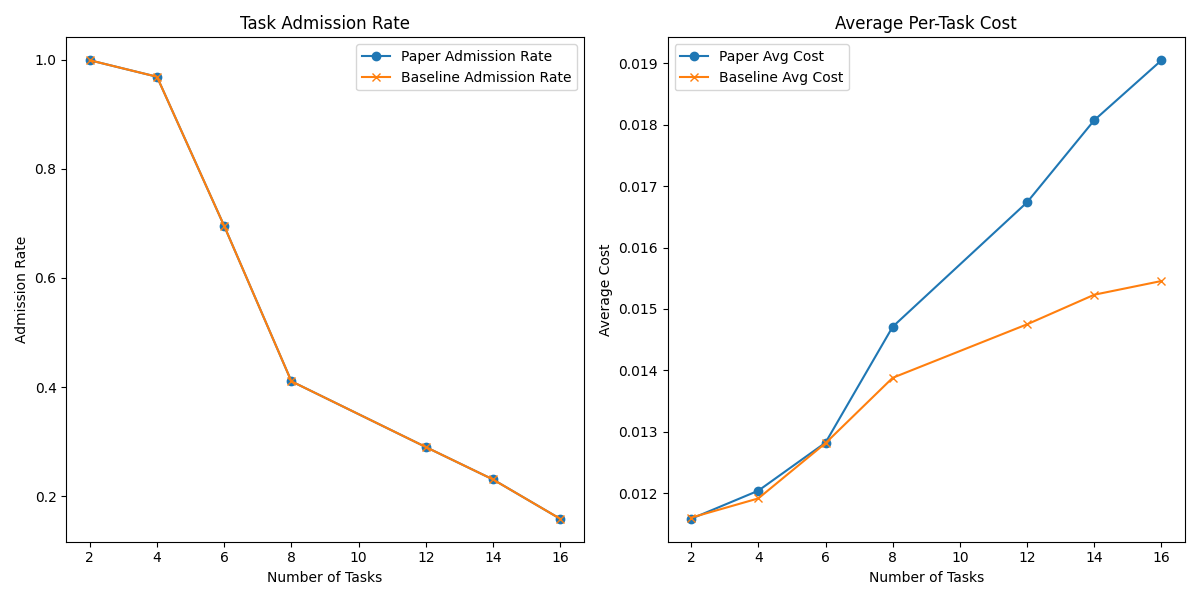 Task Admission Rate
Paper Admission Rate
Baseline Admission Rate
1.0
0.8
0.6
0.4
0.2
Admission Rate
2 4 6 8 10 12 14 16
Number of Tasks
Average Per-Task Cost
Paper Avg Cost
Baseline Avg Cost
0.019
0.018
0.017
0.016
0.015
0.014
0.013
0.012
Average Cost
2 4 6 8 10 12 14 16
Number of Tasks